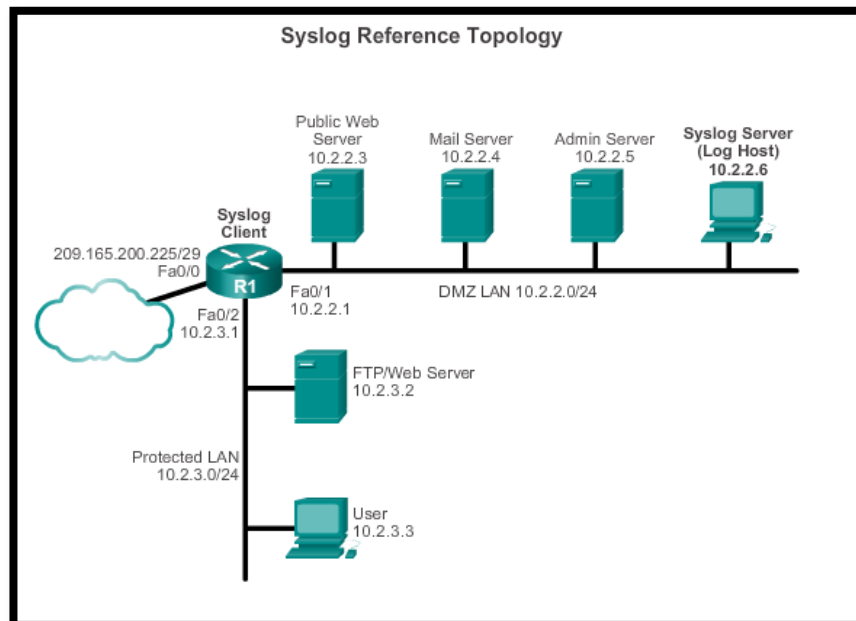 Syslog Reference Topology
Public Web
Server
10.2.2.3
Mail Server
10.2.2.4
Admin Server
10.2.2.5
Syslog Server
(Log Host)
10.2.2.6
Syslog
Client
209.165.200.225/29
Fa0/0
R1
Fa0/1
10.2.2.1
DMZ LAN 10.2.2.0/24
Fa0/2
10.2.3.1
FTP/Web Server
10.2.3.2
Protected LAN
10.2.3.0/24
User
10.2.3.3